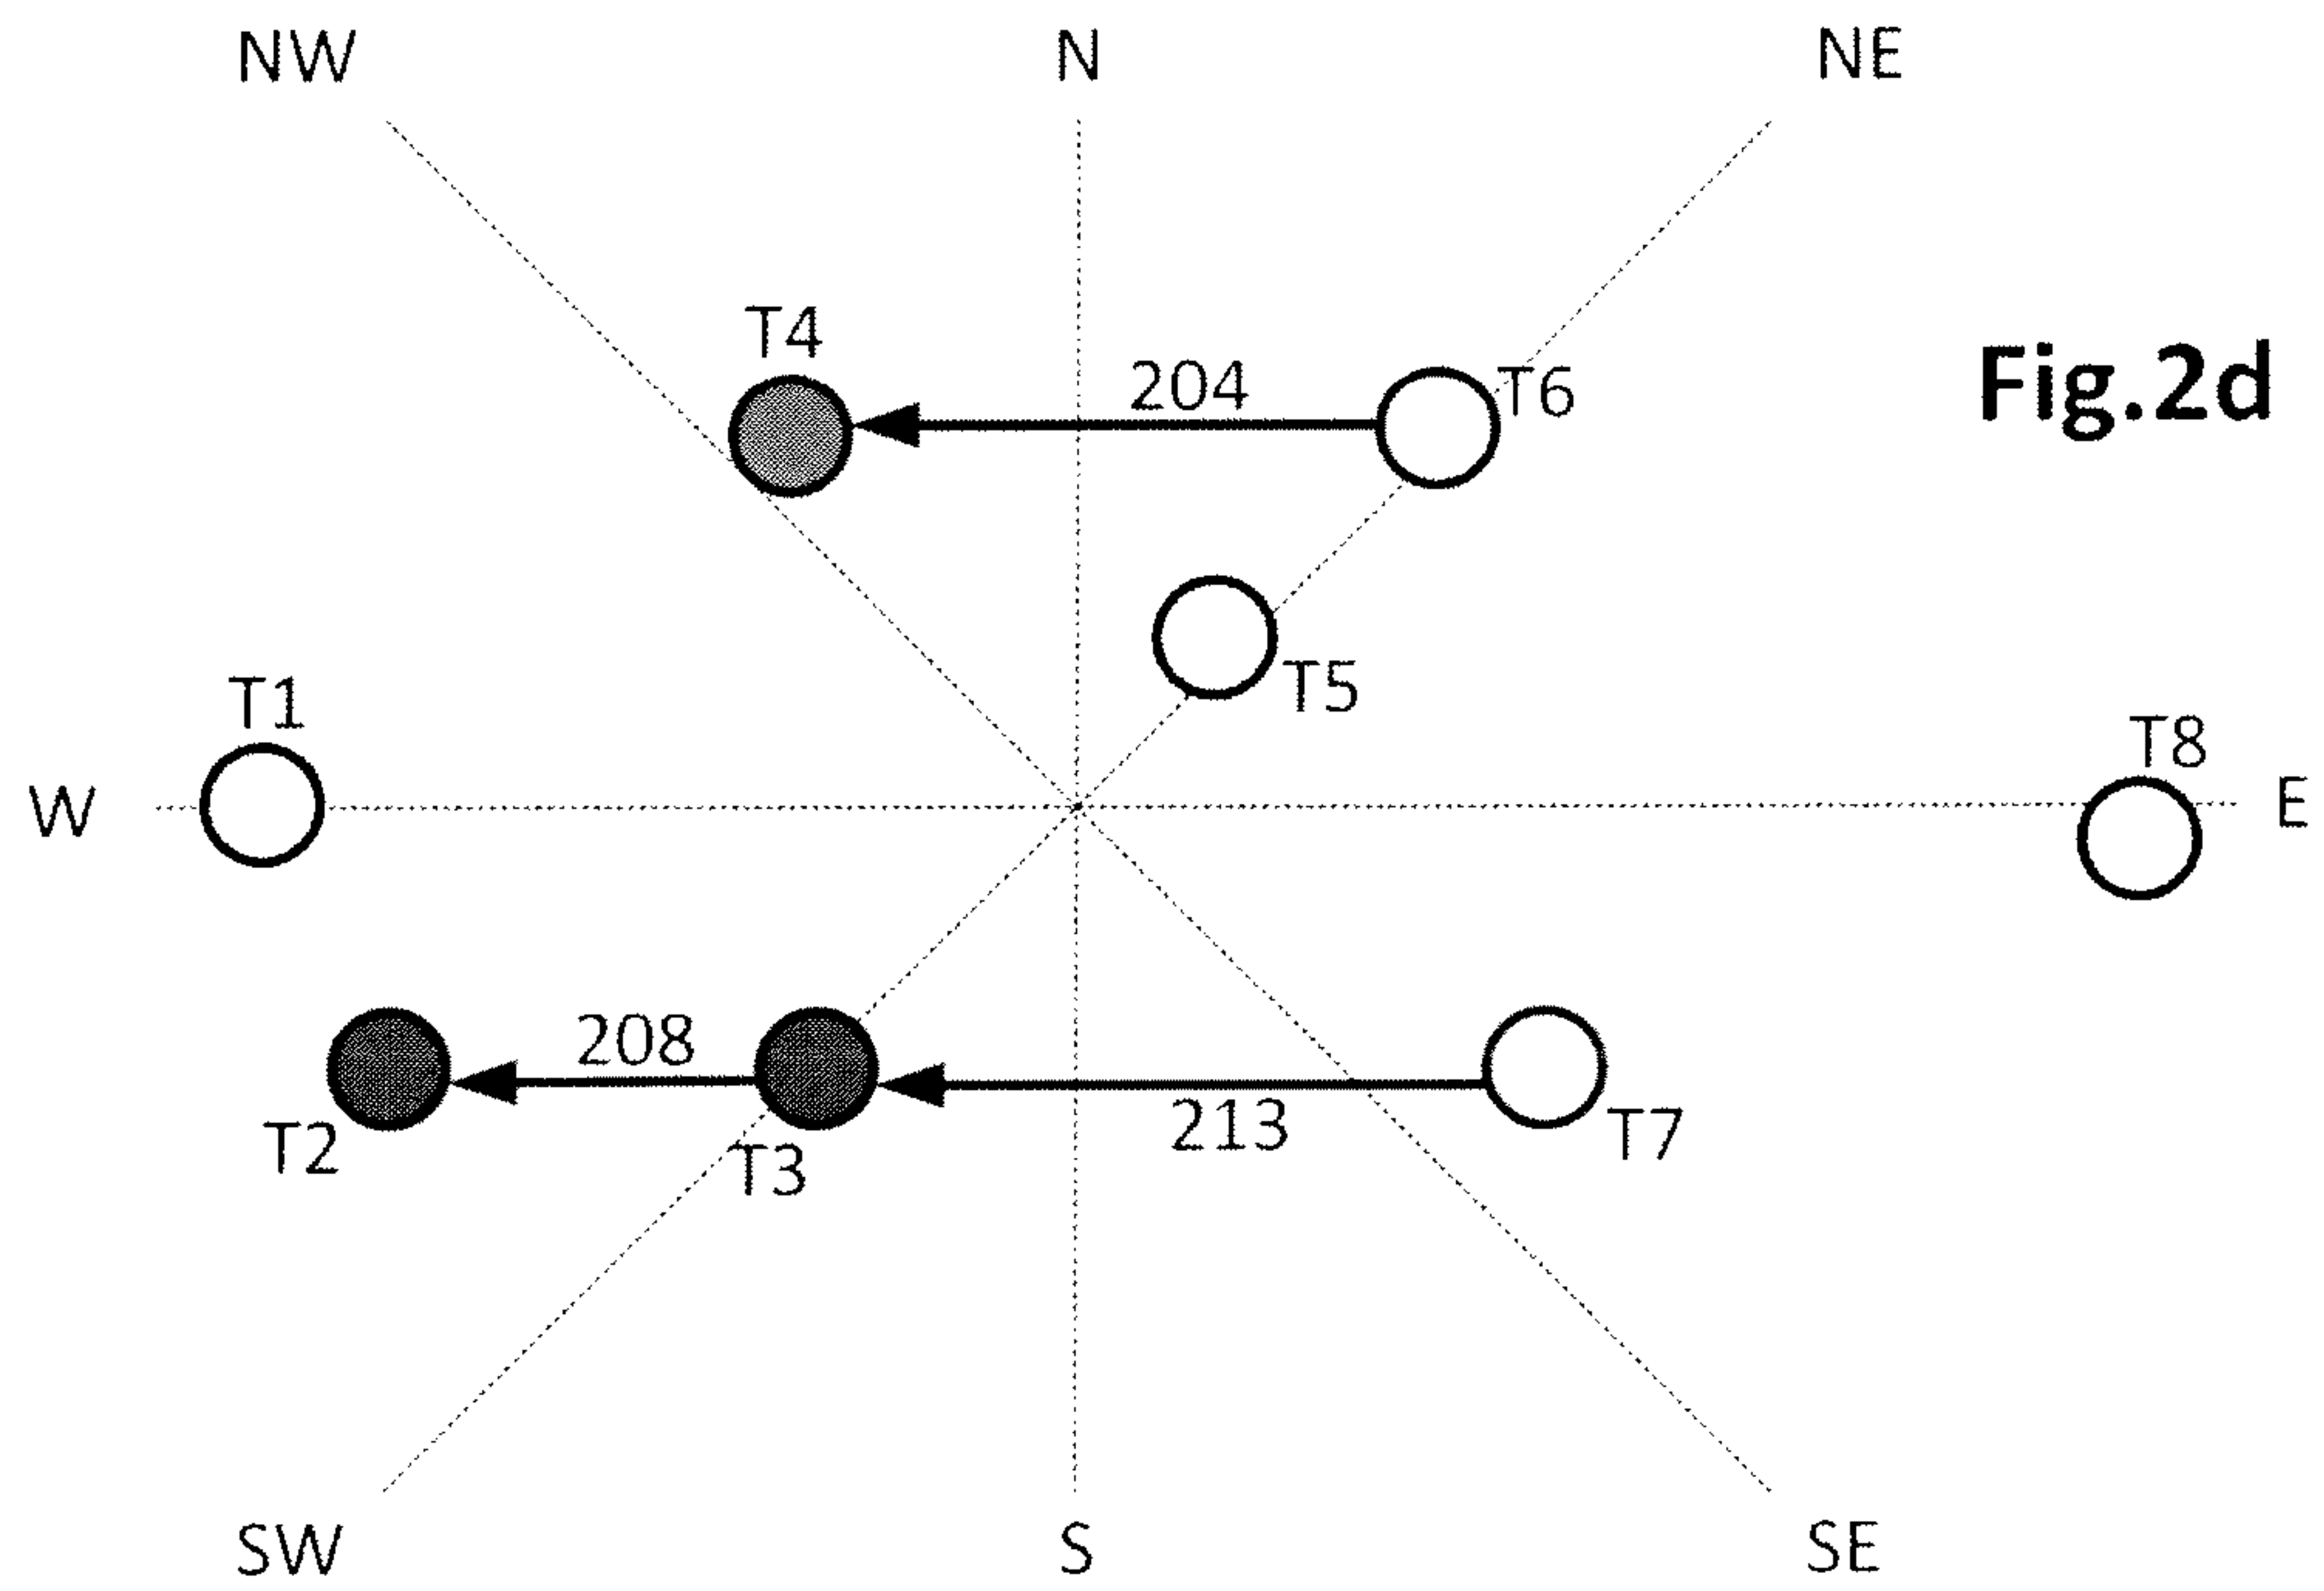 NW N NE
T4
204
T6
Fig.2d
T5
T1
T8
W E
208
T2
T3
213
T7
SW S SE